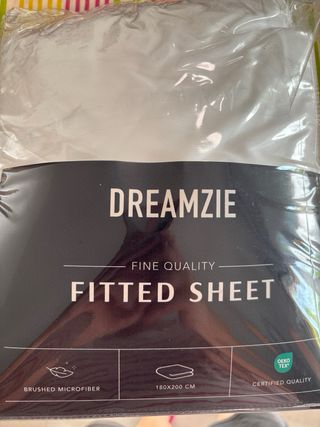 DREAMZIE
FINE QUALITY
FITTED SHEET
BRUSHED MICROFIBER
180X200 CM
OEKO
TEX®
CERTIFIED QUALITY